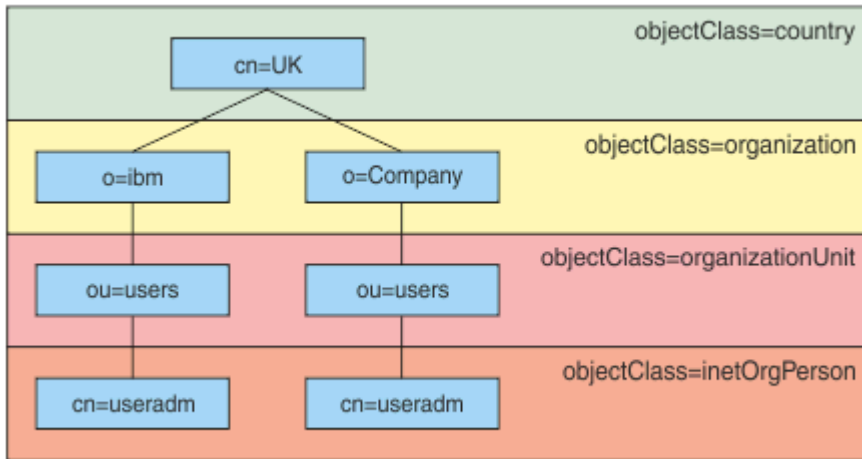 objectClass=country
cn=UK
objectClass=organization
o=ibm
o=Company
objectClass=organizationUnit
ou=users
ou=users
objectClass=inetOrgPerson
cn=useradm
cn=useradm